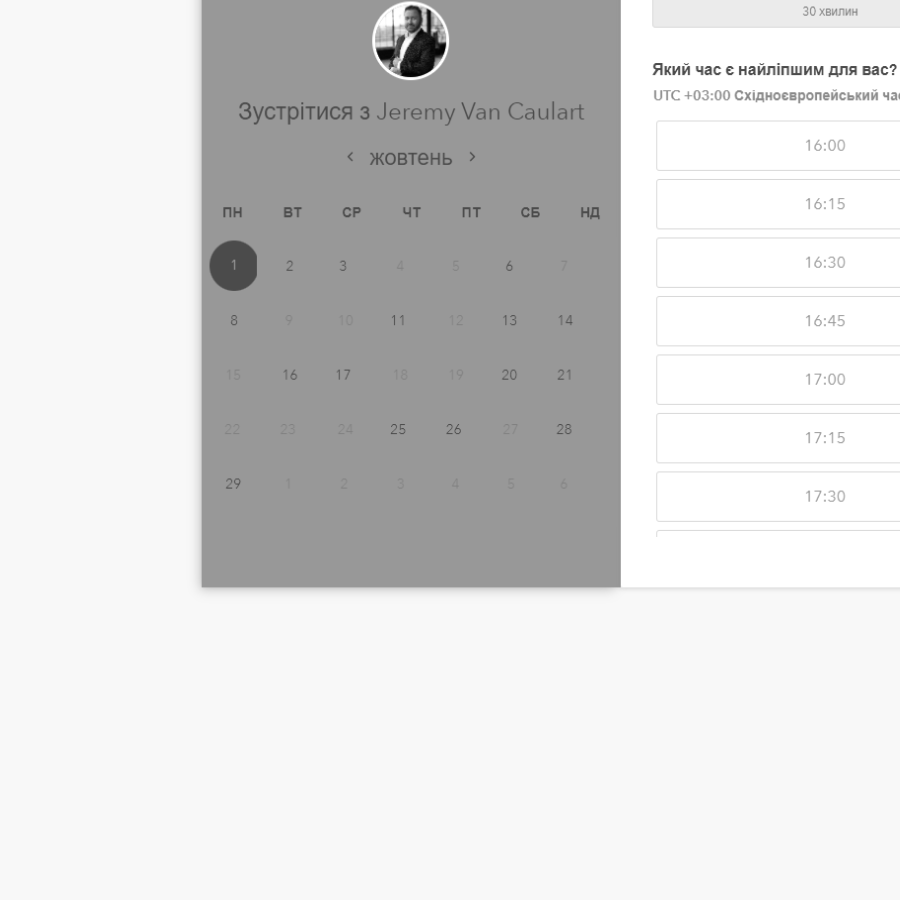 Зустрітися з Jeremy Van Caulart
жовтень
ПН ВТ СР ЧТ ПТ СБ НД
1 2 3 4 5 6 7
8 9 10 11 12 13 14
15 16 17 18 19 20 21
22 23 24 25 26 27 28
29 1 2 3 4 5 6
30 хвилин
Який час є найліпшим для вас?
UTC +03:00 Східноєвропейський
16:00
16:15
16:30
16:45
17:00
17:15
17:30